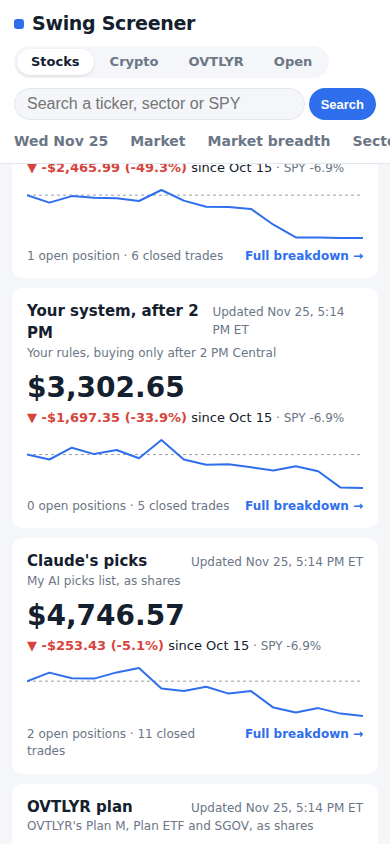 Swing Screener
Stocks Crypto OVTLYR Open
Search a ticker, sector or SPY Search
Wed Nov 25 Market Market breadth Secto
▼ -$2,465.99 (-49.3%) since Oct 15 · SPY -6.9%
1 open position · 6 closed trades Full breakdown →
Your system, after 2 PM
Updated Nov 25, 5:14 PM ET
Your rules, buying only after 2 PM Central
$3,302.65
▼ -$1,697.35 (-33.9%) since Oct 15 · SPY -6.9%
0 open positions · 5 closed trades Full breakdown →
Claude's picks Updated Nov 25, 5:14 PM ET
My AI picks list, as shares
$4,746.57
▼ -$253.43 (-5.1%) since Oct 15 · SPY -6.9%
2 open positions · 11 closed trades
Full breakdown →
OVTLYR plan Updated Nov 25, 5:14 PM ET
OVTLYR's Plan M, Plan ETF and SGOV, as shares